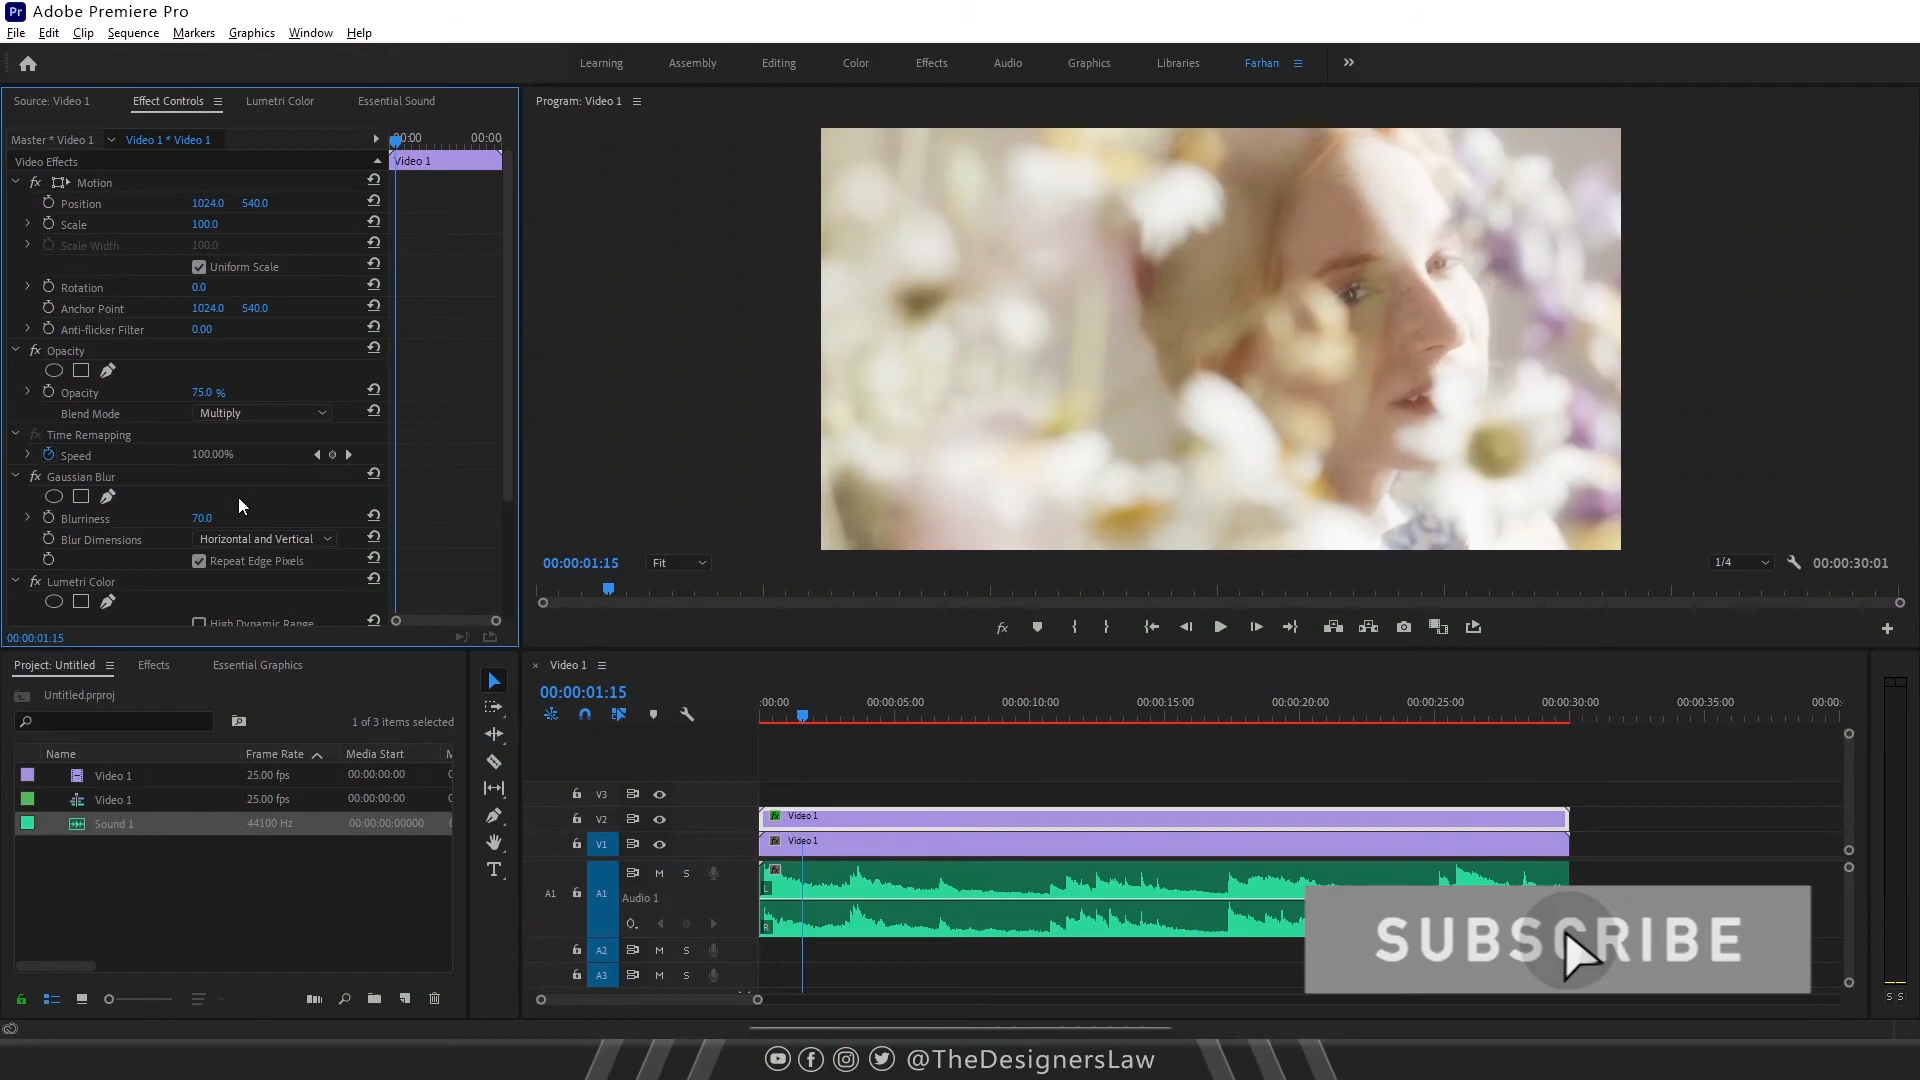 Pr Adobe Premiere Pro
File Edit Clip Sequence Markers Graphics Window Help
Learning Assembly Editing Color Effects Audio Graphics Libraries Farhan
Source: Video 1 Effect Controls Lumetri Color Essential Sound
Program: Video 1
Master * Video 1 Video 1 * Video 1
:00:00 00:00
Video Effects
Video 1
fx Motion
Position 1024.0 540.0
Scale 100.0
Scale Width 100.0
Uniform Scale
Rotation 0.0
Anchor Point 1024.0 540.0
Anti-flicker Filter 0.00
fx Opacity
Opacity 75.0 %
Blend Mode Multiply
fx Time Remapping
Speed 100.00%
fx Gaussian Blur
Blurriness 70.0
Blur Dimensions Horizontal and Vertical
Repeat Edge Pixels
fx Lumetri Color
High Dynamic Range
00:00:01:15
00:00:01:15 Fit 1/4 00:00:30:01
fx
Project: Untitled Effects Essential Graphics
Untitled.prproj
1 of 3 items selected
Name Frame Rate Media Start
Video 1 25.00 fps 00:00:00:00
Video 1 25.00 fps 00:00:00:00
Sound 1 44100 Hz 00:00:00:00000
T
× Video 1
00:00:01:15
:00:00 00:00:05:00 00:00:10:00 00:00:15:00 00:00:20:00 00:00:25:00 00:00:30:00 00:00:35:00 00:00:
V3
V2 fx Video 1
V1 fx Video 1
A1 A1 M S
Audio 1
L
R
A2 M S
A3 M S
S S
SUBSCRIBE
@TheDesignersLaw